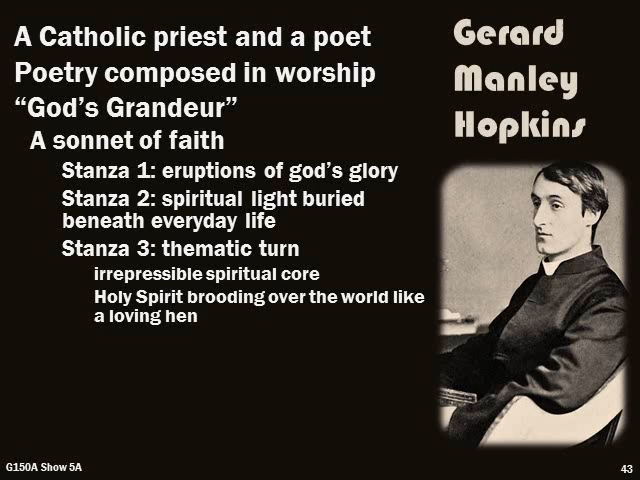 A Catholic priest and a poet
Poetry composed in worship
“God’s Grandeur”
A sonnet of faith
Stanza 1: eruptions of god’s glory
Stanza 2: spiritual light buried
beneath everyday life
Stanza 3: thematic turn
irrepressible spiritual core
Holy Spirit brooding over the world like
a loving hen
Gerard
Manley
Hopkins
G150A Show 5A
43